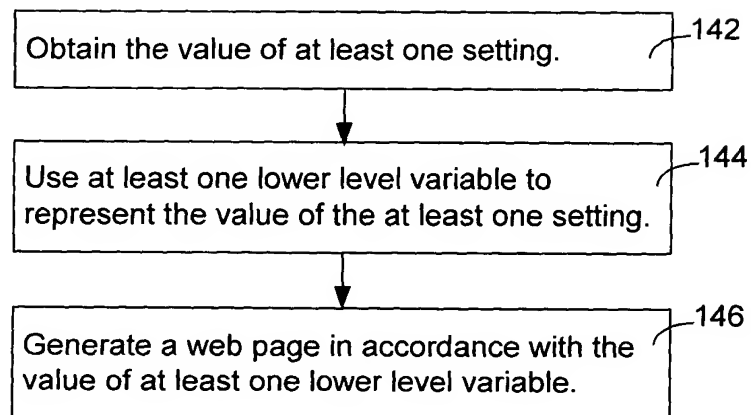 Obtain the value of at least one setting.
142
Use at least one lower level variable to
represent the value of the at least one setting.
144
Generate a web page in accordance with the
value of at least one lower level variable.
146